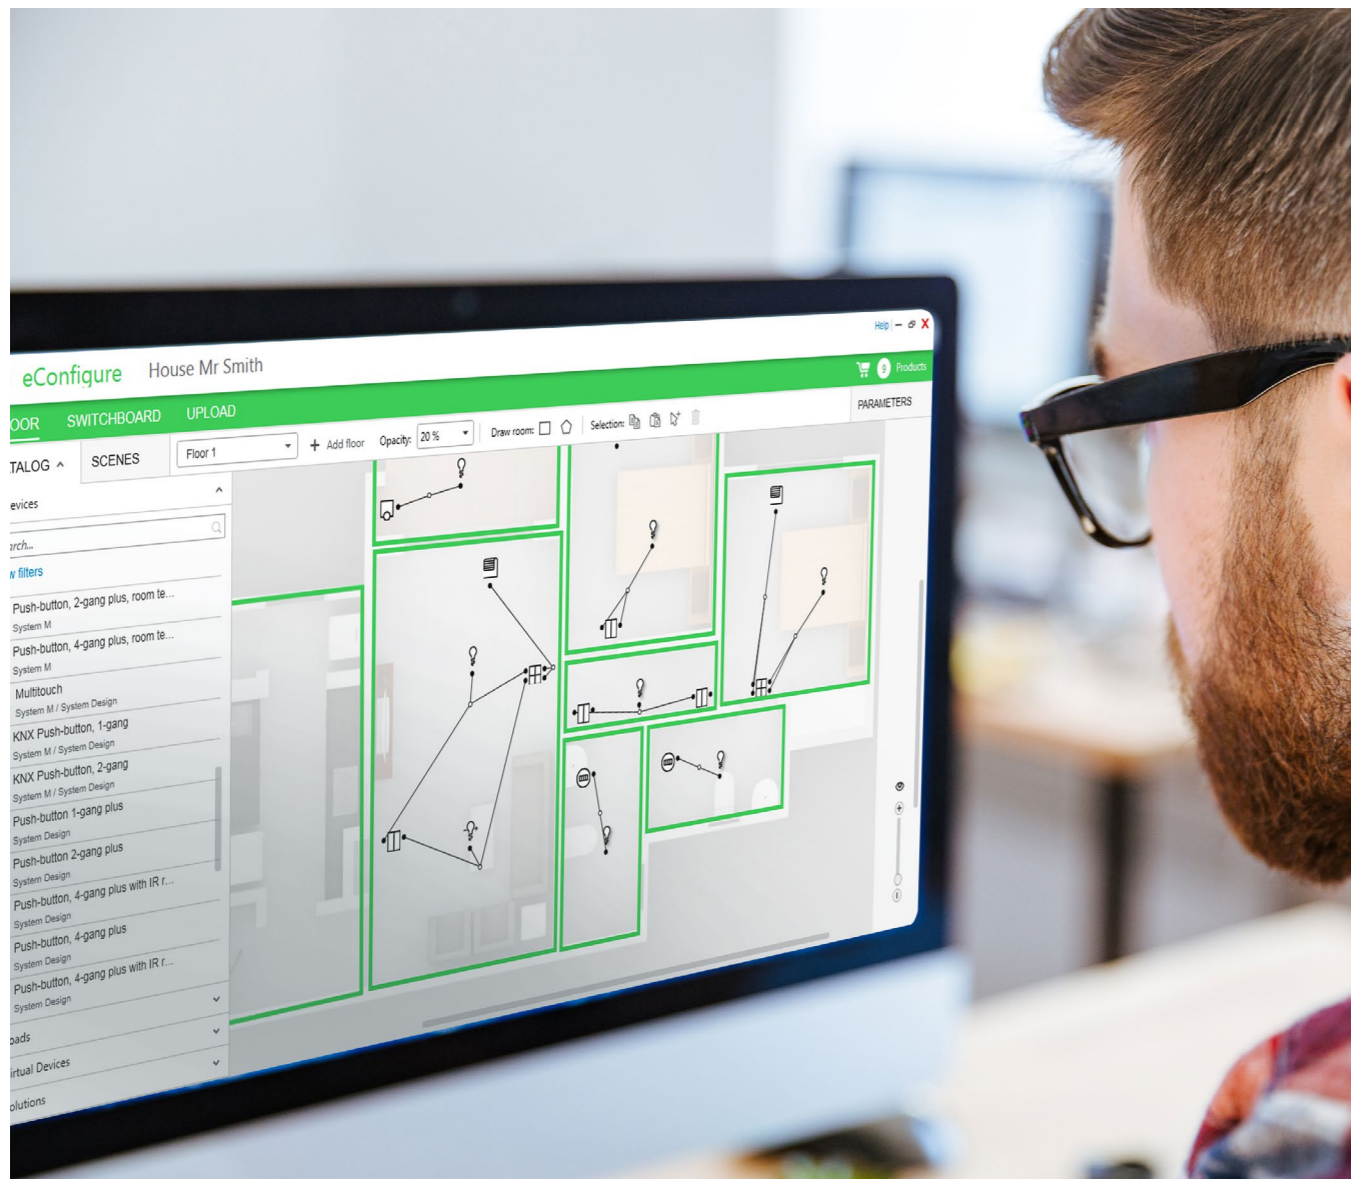 Help
eConfigure House Mr Smith
9 Products
OOR SWITCHBOARD UPLOAD
PARAMETERS
TALOG SCENES Floor 1 + Add floor Opacity: 20 % Draw room: Selection:
evices
arch...
w filters
Push-button, 2-gang plus, room te...
System M
Push-button, 4-gang plus, room te...
System M
Multitouch
System M / System Design
KNX Push-button, 1-gang
System M / System Design
KNX Push-button, 2-gang
System M / System Design
Push-button 1-gang plus
System Design
Push-button 2-gang plus
System Design
Push-button, 4-gang plus with IR r...
System Design
Push-button, 4-gang plus
System Design
Push-button, 4-gang plus with IR r...
System Design
oads
irtual Devices
olutions